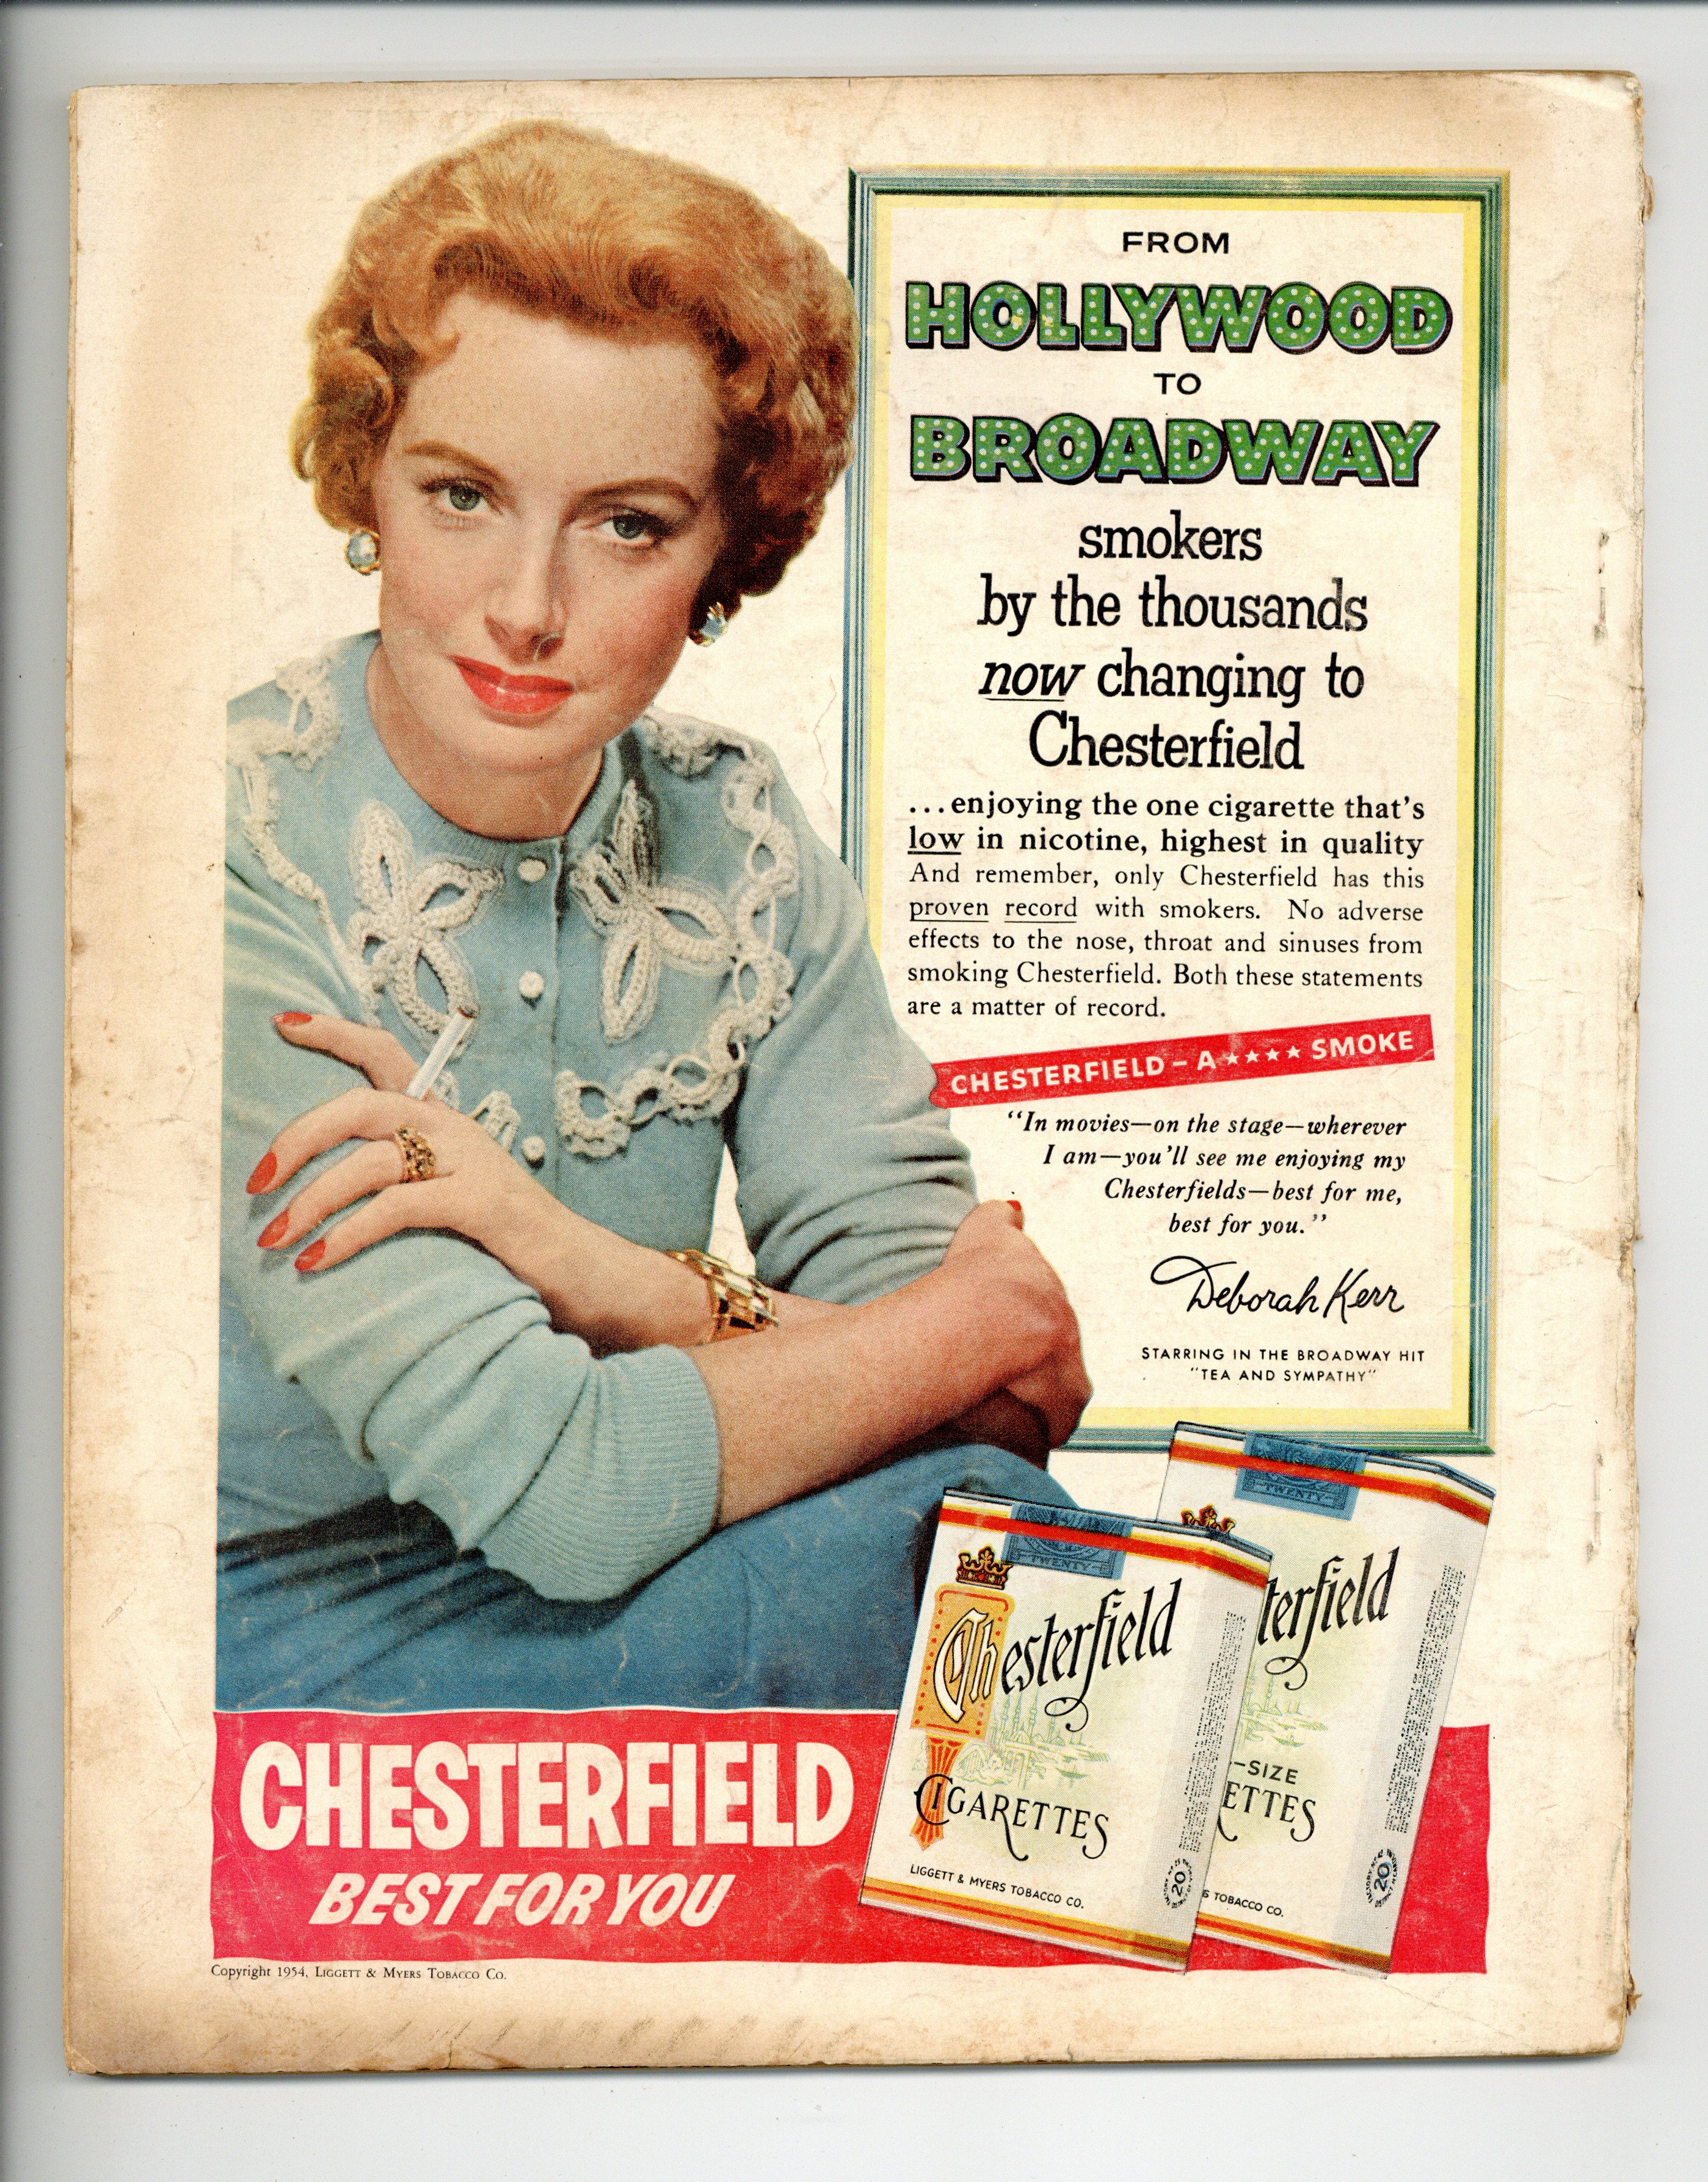 FROM
HOLLYWOOD
TO
BROADWAY
smokers
by the thousands
now changing to
Chesterfield
...enjoying the one cigarette that's
low in nicotine, highest in quality
And remember, only Chesterfield has this
proven record with smokers. No adverse
effects to the nose, throat and sinuses from
smoking Chesterfield. Both these statements
are a matter of record.
CHESTERFIELD – A ★★★★ SMOKE
"In movies—on the stage—wherever
I am—you'll see me enjoying my
Chesterfields—best for me,
best for you."
Deborah Kerr
STARRING IN THE BROADWAY HIT
"TEA AND SYMPATHY"
TWENTY
Chesterfield
CIGARETTES
LIGGETT & MYERS TOBACCO CO.
20
TWENTY
terfield
-SIZE
ETTES
S TOBACCO CO.
20
CHESTERFIELD
BEST FOR YOU
Copyright 1954, LIGGETT & MYERS TOBACCO CO.